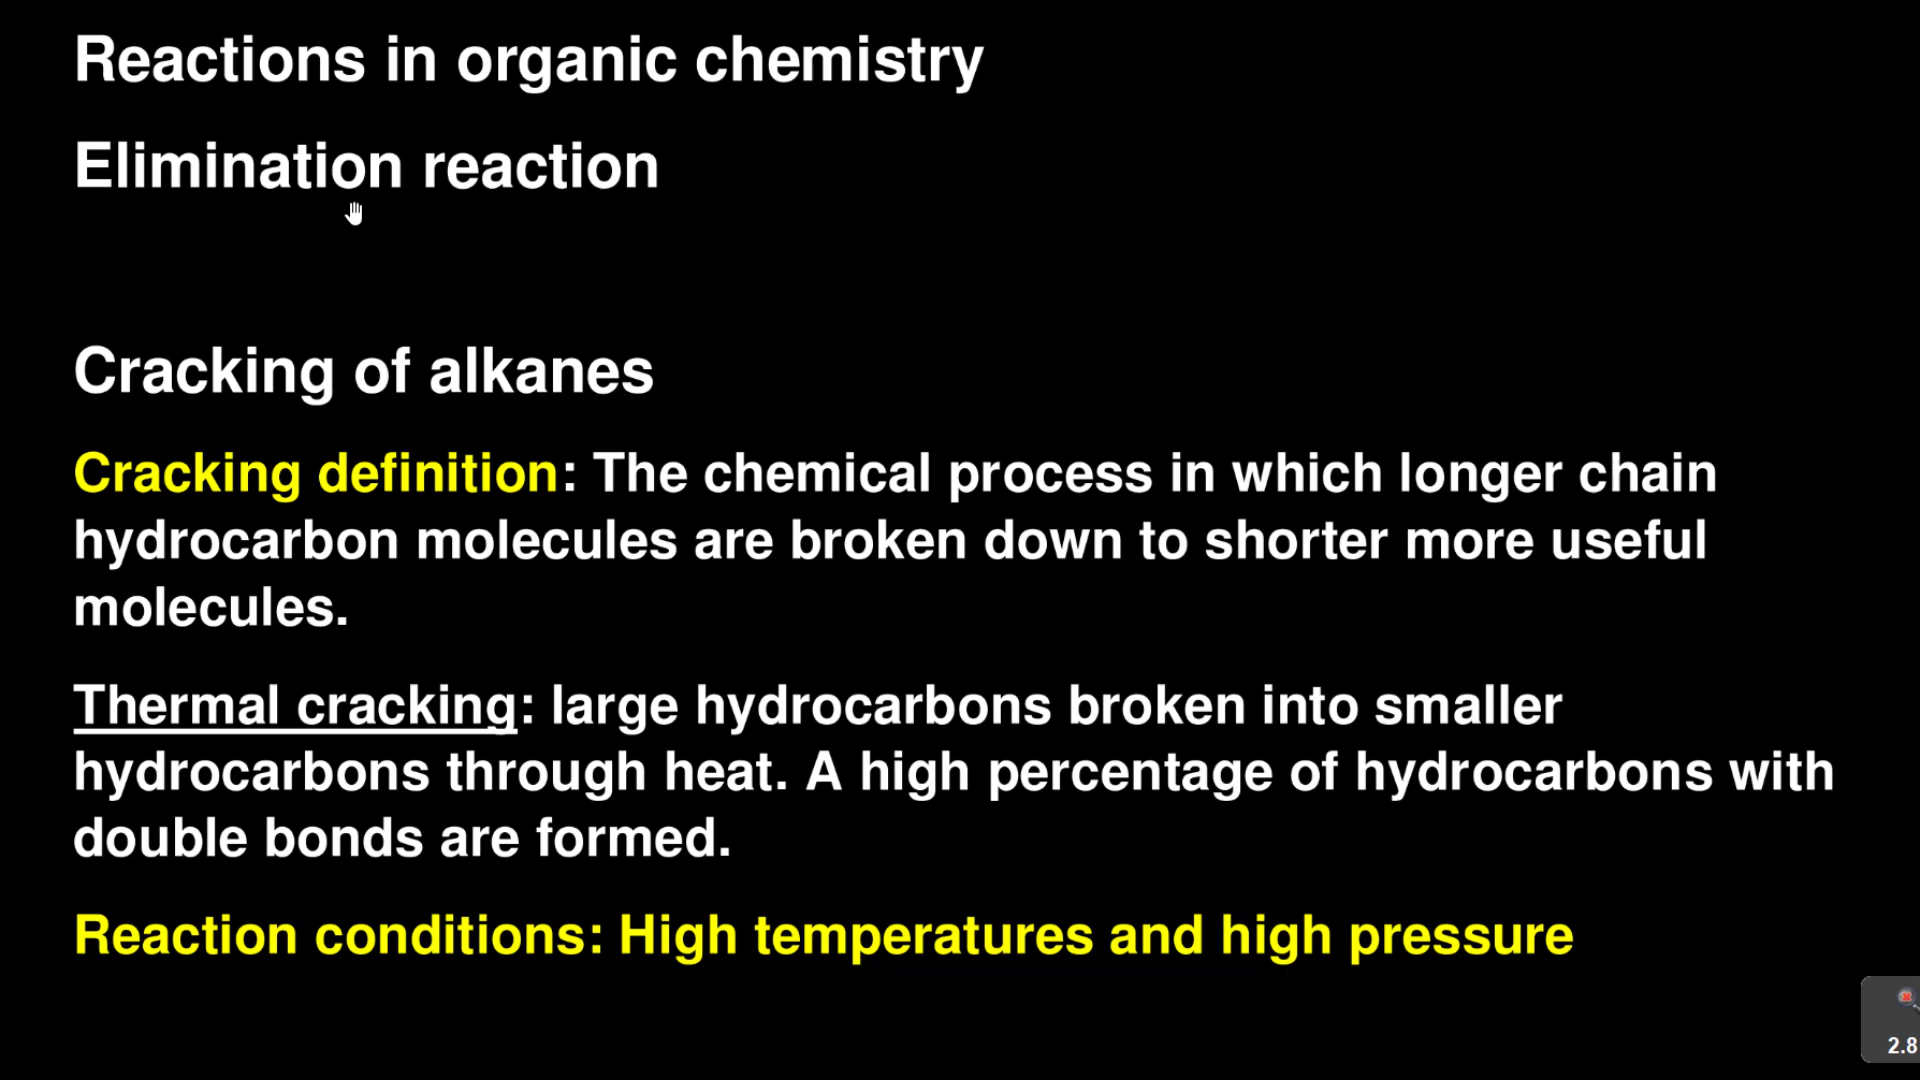 Reactions in organic chemistry
Elimination reaction
Cracking of alkanes
Cracking definition: The chemical process in which longer chain
hydrocarbon molecules are broken down to shorter more useful
molecules.
Thermal cracking: large hydrocarbons broken into smaller
hydrocarbons through heat. A high percentage of hydrocarbons with
double bonds are formed.
Reaction conditions: High temperatures and high pressure
2.8